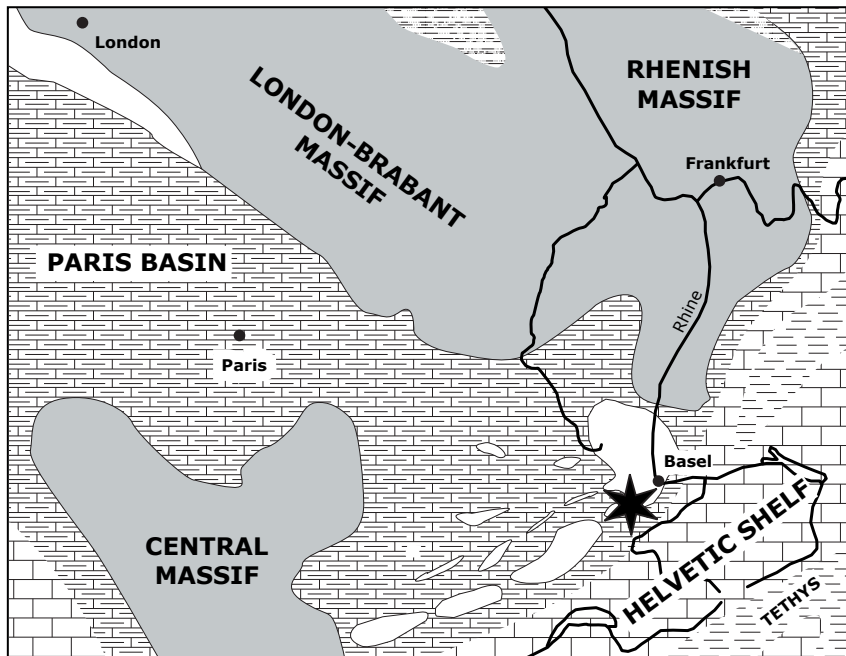 London
RHENISH
MASSIF
LONDON-BRABANT
MASSIF
Frankfurt
PARIS BASIN
Rhine
Paris
Basel
HELVETIC SHELF
CENTRAL
MASSIF
TETHYS